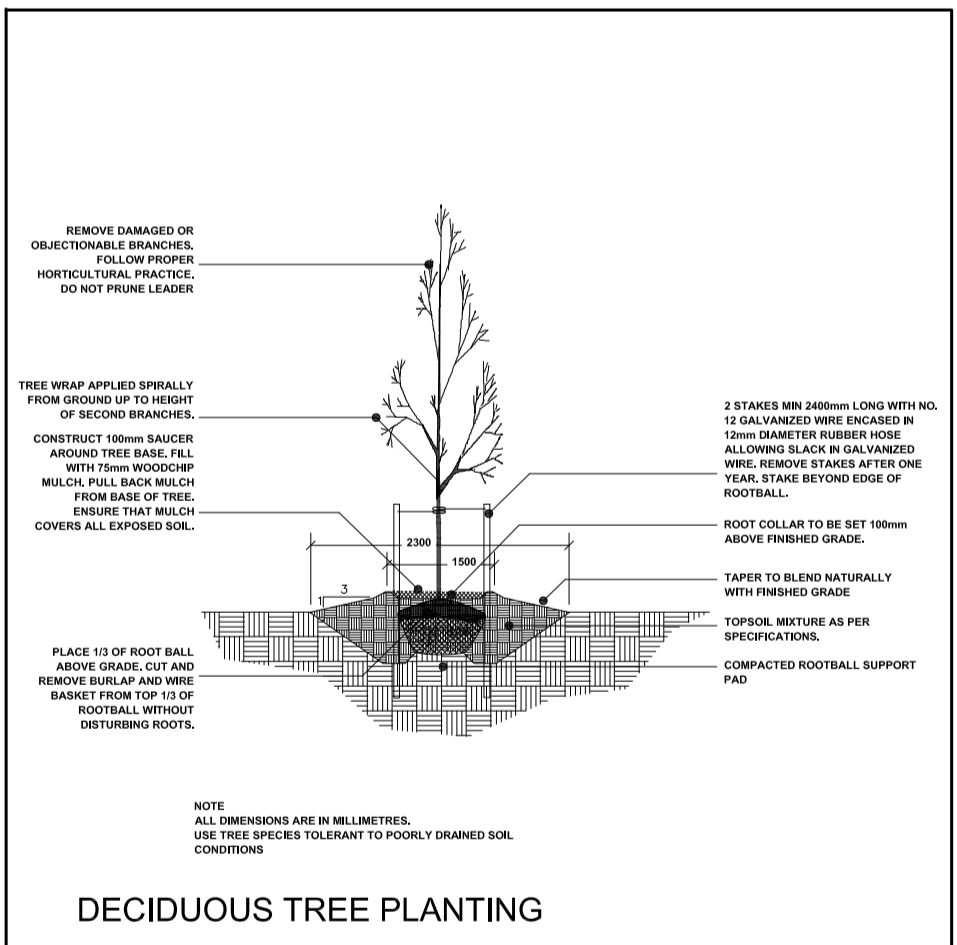 REMOVE DAMAGED OR
OBJECTIONABLE BRANCHES.
FOLLOW PROPER
HORTICULTURAL PRACTICE.
DO NOT PRUNE LEADER
TREE WRAP APPLIED SPIRALLY
FROM GROUND UP TO HEIGHT
OF SECOND BRANCHES.
CONSTRUCT 100mm SAUCER
AROUND TREE BASE. FILL
WITH 75mm WOODCHIP
MULCH. PULL BACK MULCH
FROM BASE OF TREE.
ENSURE THAT MULCH
COVERS ALL EXPOSED SOIL.
PLACE 1/3 OF ROOT BALL
ABOVE GRADE. CUT AND
REMOVE BURLAP AND WIRE
BASKET FROM TOP 1/3 OF
ROOTBALL WITHOUT
DISTURBING ROOTS.
2300
1500
3
1
2 STAKES MIN 2400mm LONG WITH NO.
12 GALVANIZED WIRE ENCASED IN
12mm DIAMETER RUBBER HOSE
ALLOWING SLACK IN GALVANIZED
WIRE. REMOVE STAKES AFTER ONE
YEAR. STAKE BEYOND EDGE OF
ROOTBALL.
ROOT COLLAR TO BE SET 100mm
ABOVE FINISHED GRADE.
TAPER TO BLEND NATURALLY
WITH FINISHED GRADE
TOPSOIL MIXTURE AS PER
SPECIFICATIONS.
COMPACTED ROOTBALL SUPPORT
PAD
NOTE
ALL DIMENSIONS ARE IN MILLIMETRES.
USE TREE SPECIES TOLERANT TO POORLY DRAINED SOIL
CONDITIONS
DECIDUOUS TREE PLANTING